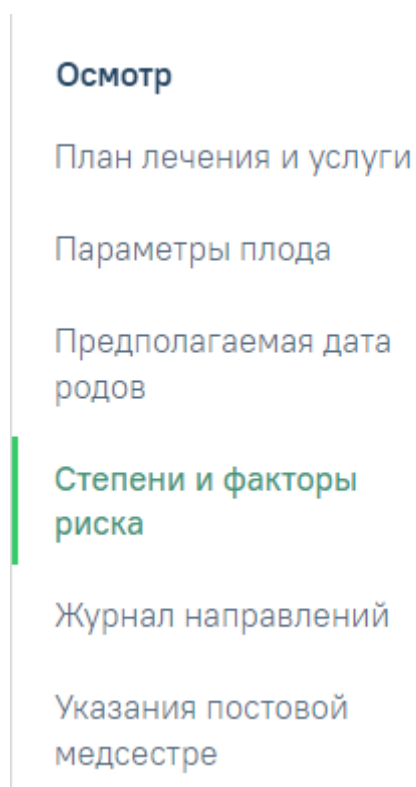 Осмотр
План лечения и услуги
Параметры плода
Предполагаемая дата
родов
Степени и факторы
риска
Журнал направлений
Указания постовой
медсестре